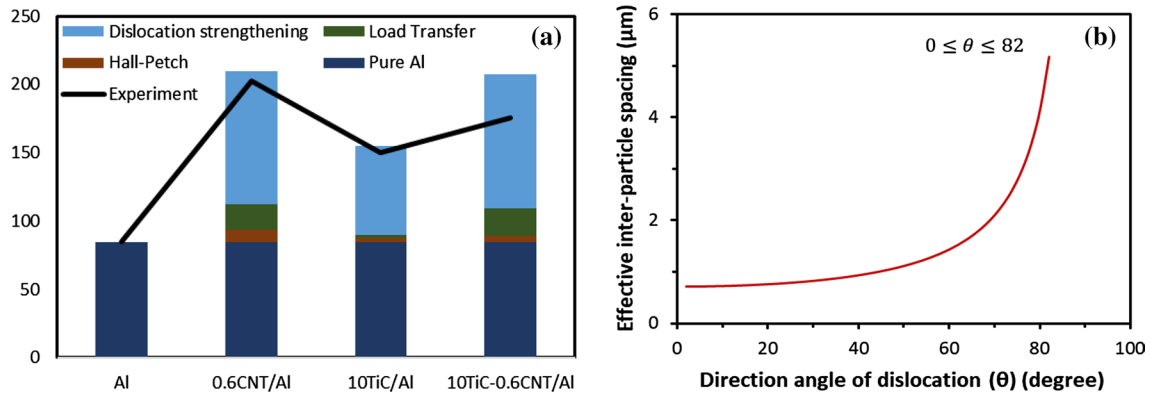 250
200
150
100
50
0
Dislocation strengthening
Load Transfer
Hall-Petch
Pure Al
Experiment
(a)
Al
0.6CNT/Al
10TiC/Al
10TiC-0.6CNT/Al
Effective inter-particle spacing (μm)
6
4
2
0
0 ≤ θ ≤ 82
(b)
0
20
40
60
80
100
Direction angle of dislocation (θ) (degree)